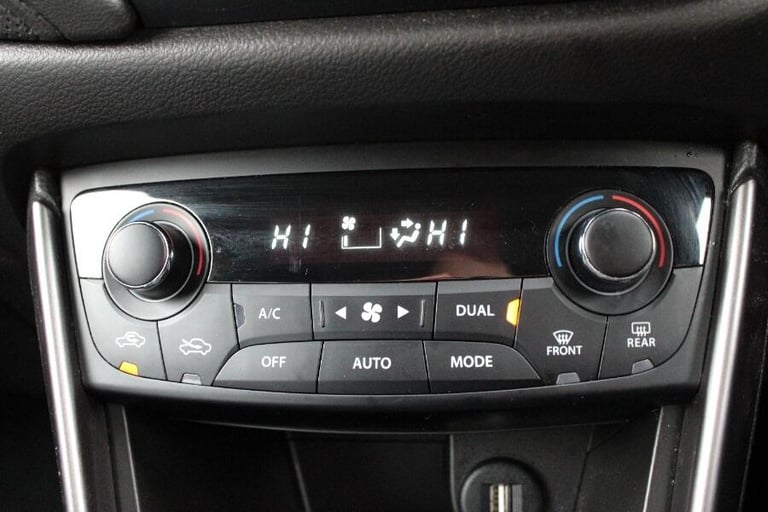 HI HI
A/C
DUAL
OFF
AUTO
MODE
FRONT
REAR